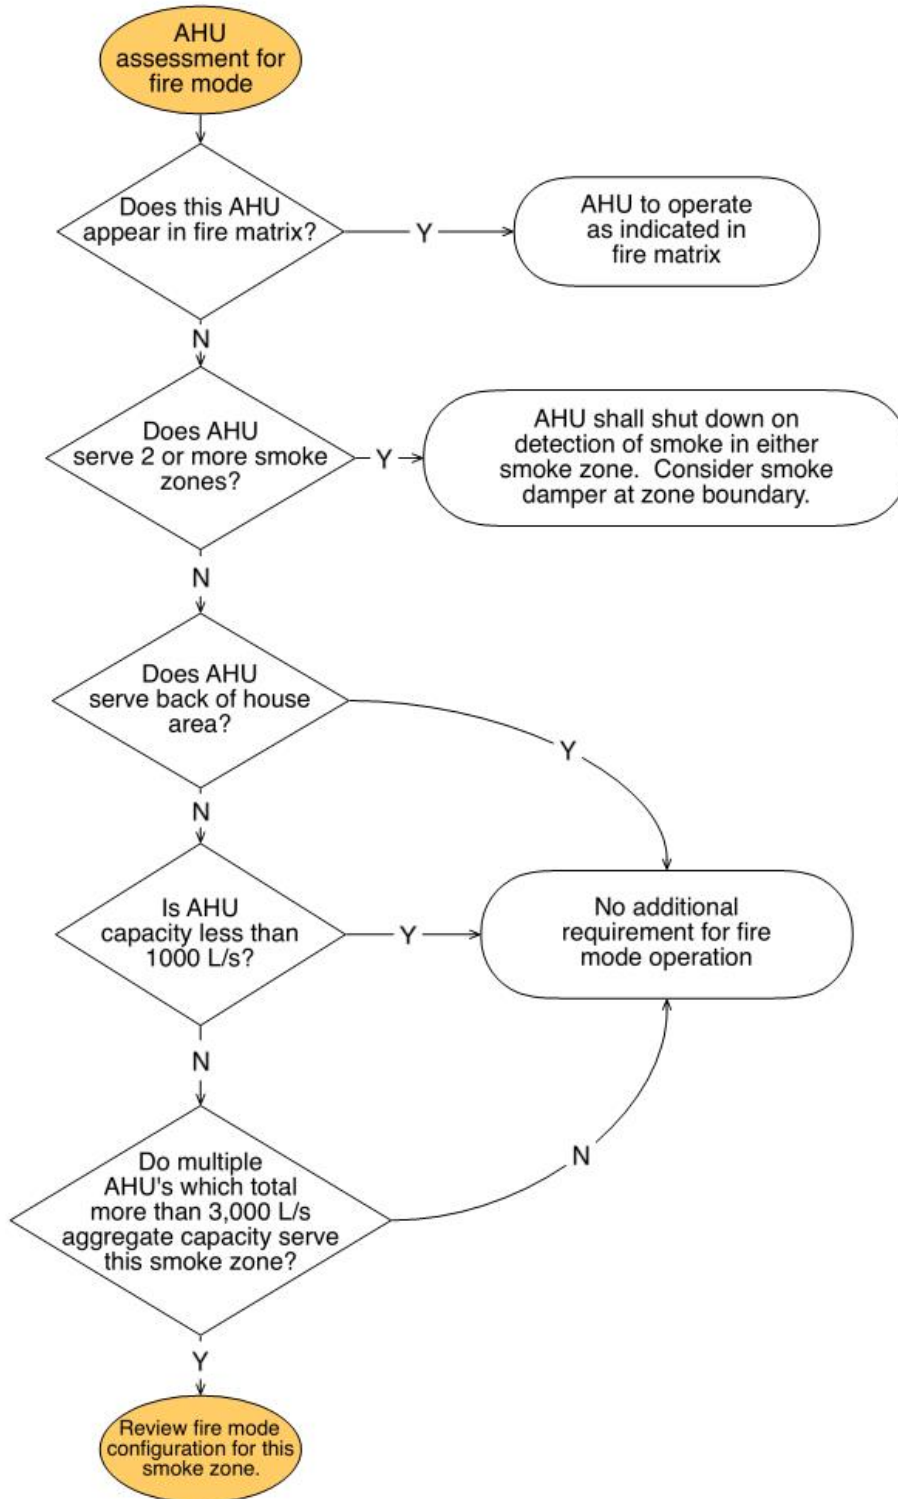 AHU
assessment for
fire mode
Does this AHU
appear in fire matrix?
Y
AHU to operate
as indicated in
fire matrix
N
Does AHU
serve 2 or more smoke
zones?
Y
AHU shall shut down on
detection of smoke in either
smoke zone. Consider smoke
damper at zone boundary.
N
Does AHU
serve back of house
area?
Y
N
Is AHU
capacity less than
1000 L/s?
Y
No additional
requirement for fire
mode operation
N
Do multiple
AHU's which total
more than 3,000 L/s
aggregate capacity serve
this smoke zone?
N
Y
Review fire mode
configuration for this
smoke zone.